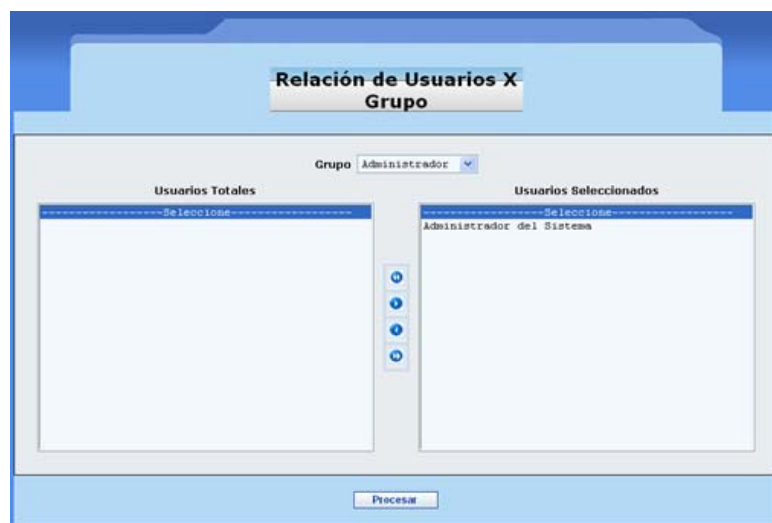 Relación de Usuarios X
Grupo
Grupo Administrador
Usuarios Totales
Usuarios Seleccionados
------------------Seleccione------------------
------------------Seleccione------------------
Administrador del Sistema
Procesar